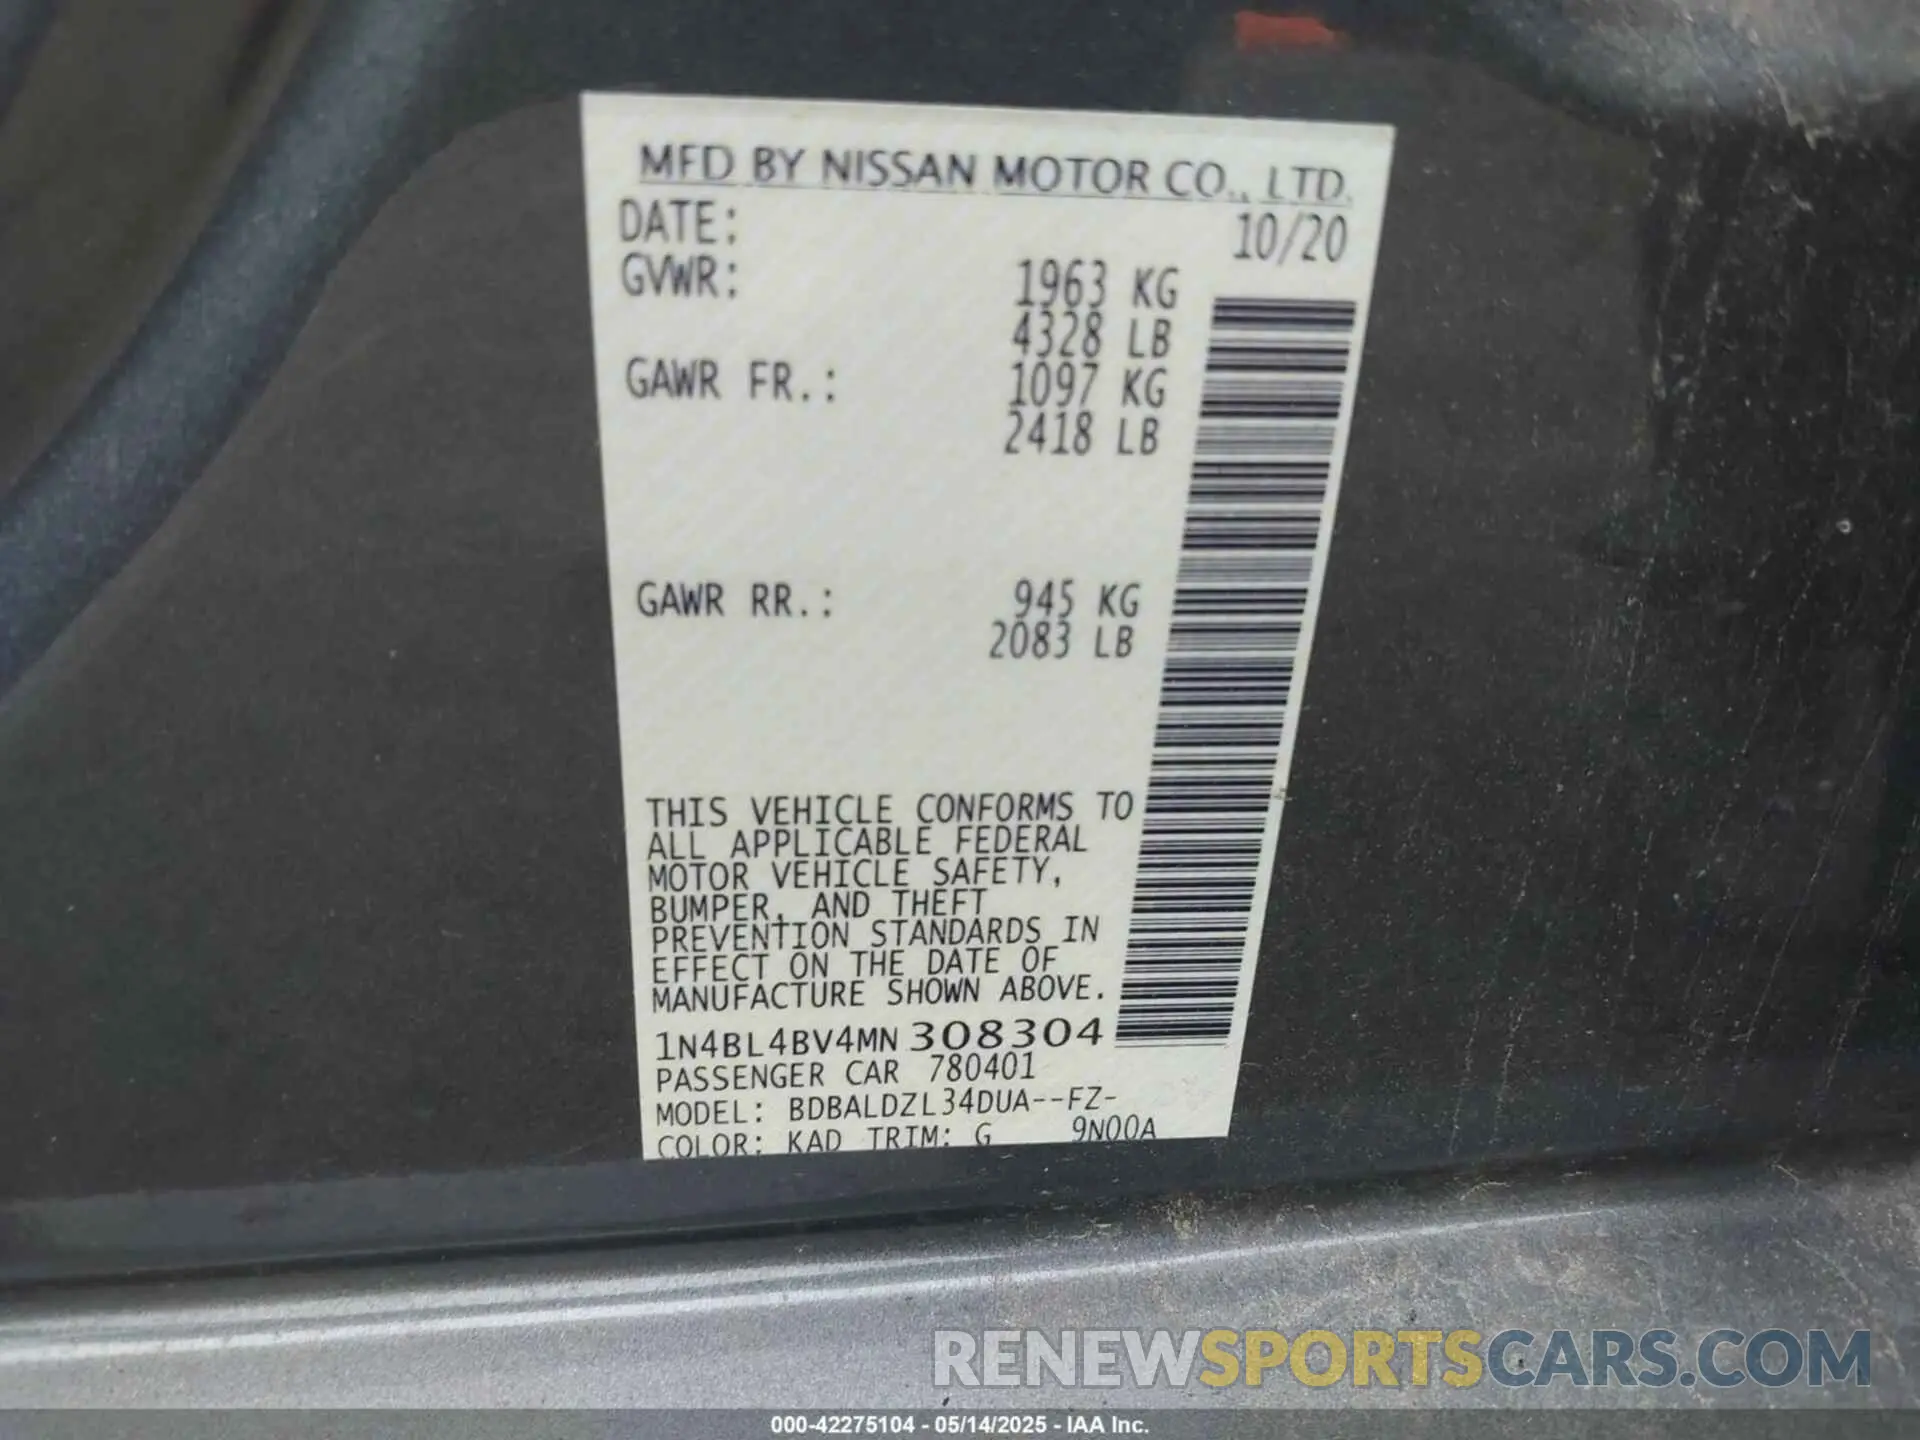 MFD BY NISSAN MOTOR CO., LTD.
DATE: 10/20
GVWR: 1963 KG
4328 LB
GAWR FR.: 1097 KG
2418 LB
GAWR RR.: 945 KG
2083 LB
THIS VEHICLE CONFORMS TO
ALL APPLICABLE FEDERAL
MOTOR VEHICLE SAFETY,
BUMPER, AND THEFT
PREVENTION STANDARDS IN
EFFECT ON THE DATE OF
MANUFACTURE SHOWN ABOVE.
1N4BL4BV4MN308304
PASSENGER CAR 780401
MODEL: BDBALDZL34DUA--FZ-
COLOR: KAD TRIM: G 9N00A
RENEWSPORTSCARS.COM
000-42275104 - 05/14/2025 - IAA Inc.